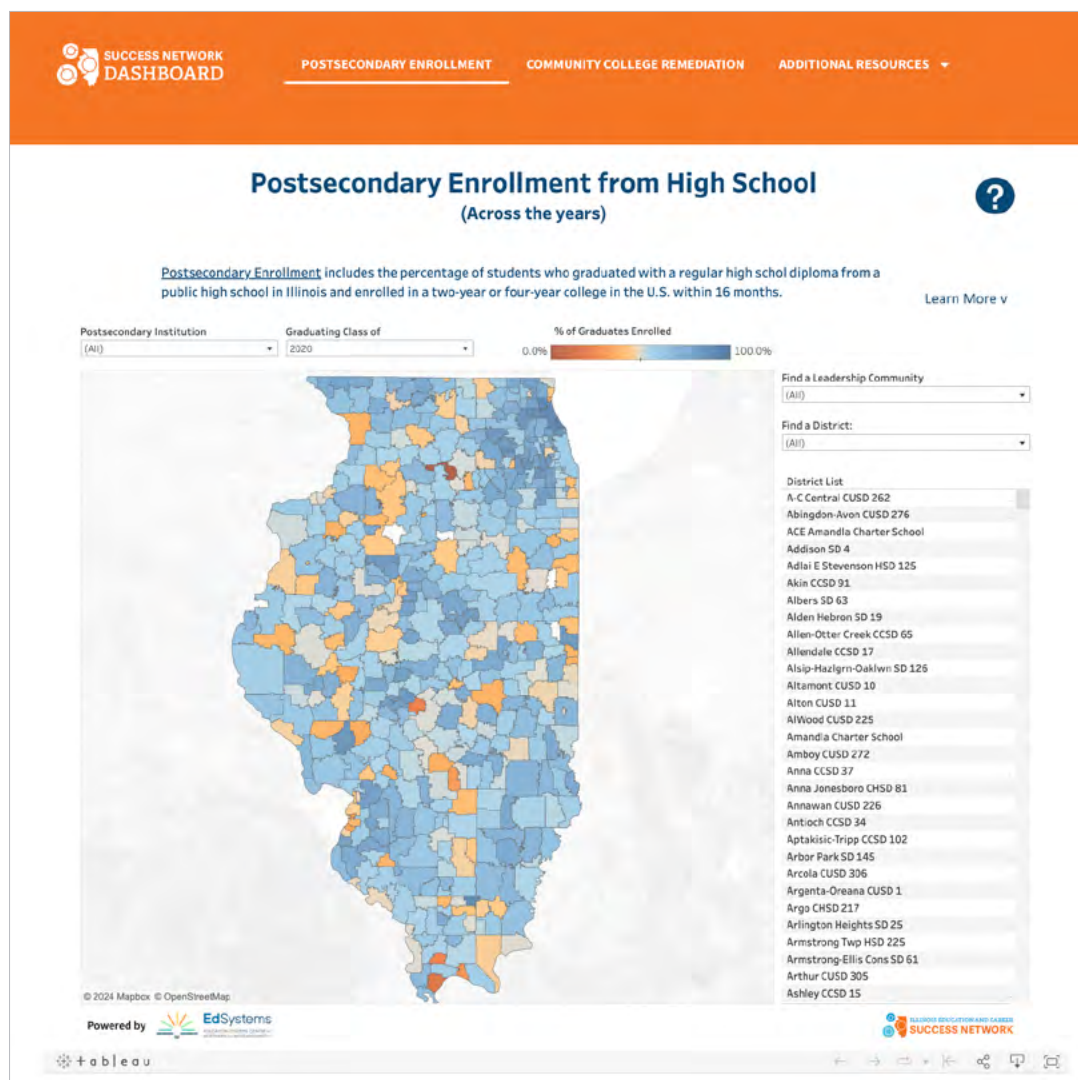 SUCCESS NETWORK
DASHBOARD
POSTSECONDARY ENROLLMENT
COMMUNITY COLLEGE REMEDIATION
ADDITIONAL RESOURCES
Postsecondary Enrollment from High School
(Across the years)
?
Postsecondary Enrollment includes the percentage of students who graduated with a regular high schol diploma from a
public high school in Illinois and enrolled in a two-year or four-year college in the U.S. within 16 months.
Learn More v
Postsecondary Institution
(All)
Graduating Class of
2020
% of Graduates Enrolled
0.0%
100.0%
Find a Leadership Community
(All)
Find a District:
(All)
District List
A-C Central CUSD 262
Abingdon-Avon CUSD 276
ACE Amandla Charter School
Addison SD 4
Adlai E Stevenson HSD 125
Akin CCSD 91
Albers SD 63
Alden Hebron SD 19
Allen-Otter Creek CCSD 65
Allendale CCSD 17
Alsip-Hazlgrn-Oaklwn SD 126
Altamont CUSD 10
Alton CUSD 11
AlWood CUSD 225
Amandla Charter School
Amboy CUSD 272
Anna CCSD 37
Anna Jonesboro CHSD 81
Annawan CUSD 226
Antioch CCSD 34
Aptakisic-Tripp CCSD 102
Arbor Park SD 145
Arcola CUSD 306
Argenta-Oreana CUSD 1
Argo CHSD 217
Arlington Heights SD 25
Armstrong Twp HSD 225
Armstrong-Ellis Cons SD 61
Arthur CUSD 305
Ashley CCSD 15
© 2024 Mapbox © OpenStreetMap
Powered by
EdSystems
ILLINOIS EDUCATION AND CAREER
SUCCESS NETWORK
+ableau